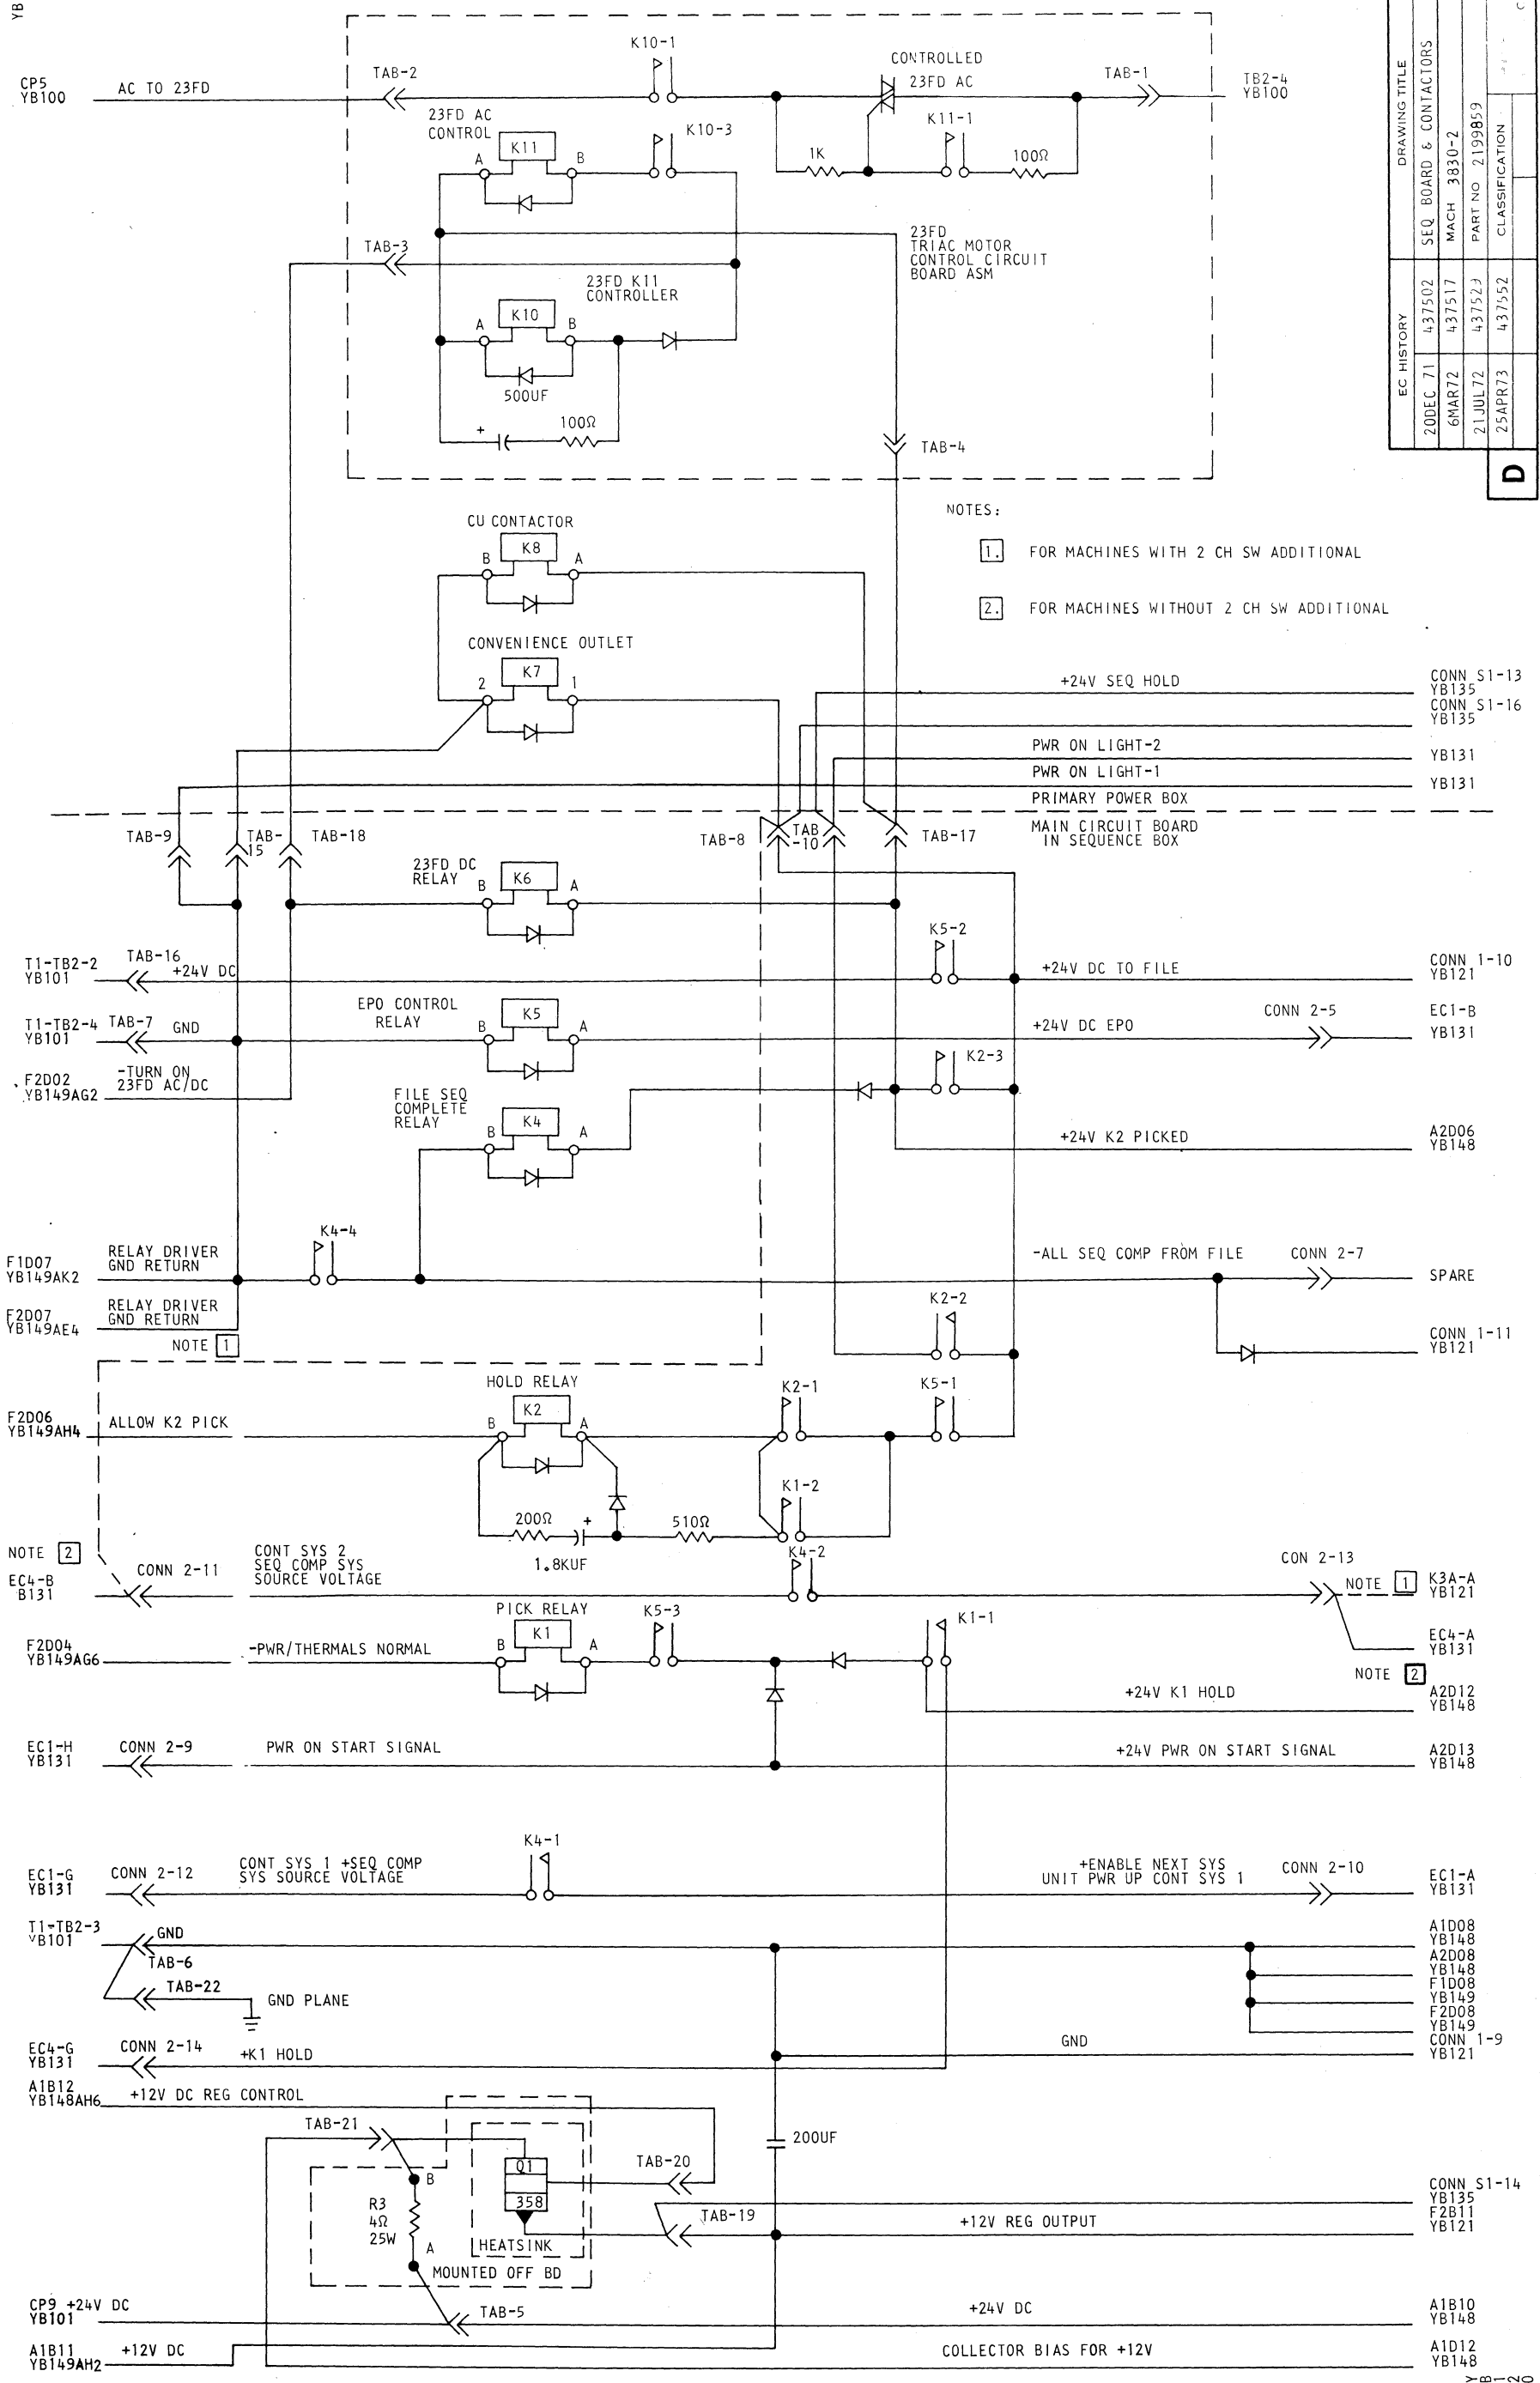 YB
CP5
YB100
AC TO 23FD
TAB-2
K10-1
CONTROLLED
23FD AC
TAB-1
TB2-4
YB100
23FD AC
CONTROL
K11
A
B
K10-3
K11-1
1K
100Ω
TAB-3
23FD
TRIAC MOTOR
CONTROL CIRCUIT
BOARD ASM
23FD K11
CONTROLLER
K10
A
B
500UF
+
100Ω
TAB-4
EC HISTORY
DRAWING TITLE
20DEC 71
437502
SEQ BOARD & CONTACTORS
6MAR72
437517
MACH 3830-2
21JUL72
437529
PART NO 2199859
25APR73
437552
CLASSIFICATION
D
CU CONTACTOR
K8
B
A
NOTES:
1. FOR MACHINES WITH 2 CH SW ADDITIONAL
2. FOR MACHINES WITHOUT 2 CH SW ADDITIONAL
CONVENIENCE OUTLET
K7
2
1
+24V SEQ HOLD
CONN S1-13
YB135
CONN S1-16
YB135
PWR ON LIGHT-2
YB131
PWR ON LIGHT-1
YB131
PRIMARY POWER BOX
MAIN CIRCUIT BOARD
IN SEQUENCE BOX
TAB-9
TAB-
15
TAB-18
TAB-8
TAB
-10
TAB-17
23FD DC
RELAY
K6
B
A
T1-TB2-2
YB101
TAB-16
+24V DC
K5-2
+24V DC TO FILE
CONN 1-10
YB121
EPO CONTROL
RELAY
K5
B
A
T1-TB2-4
YB101
TAB-7
GND
+24V DC EPO
CONN 2-5
EC1-B
YB131
F2D02
YB149AG2
-TURN ON
23FD AC/DC
K2-3
FILE SEQ
COMPLETE
RELAY
K4
B
A
+24V K2 PICKED
A2D06
YB148
F1D07
YB149AK2
RELAY DRIVER
GND RETURN
K4-4
-ALL SEQ COMP FROM FILE
CONN 2-7
SPARE
F2D07
YB149AE4
RELAY DRIVER
GND RETURN
NOTE 1
K2-2
CONN 1-11
YB121
HOLD RELAY
K2
B
A
K2-1
K5-1
F2D06
YB149AH4
ALLOW K2 PICK
K1-2
200Ω
+
1.8KUF
510Ω
NOTE 2
EC4-B
B131
CONN 2-11
CONT SYS 2
SEQ COMP SYS
SOURCE VOLTAGE
K4-2
CON 2-13
NOTE 1
K3A-A
YB121
EC4-A
YB131
NOTE 2
PICK RELAY
K1
B
A
K5-3
K1-1
F2D04
YB149AG6
-PWR/THERMALS NORMAL
+24V K1 HOLD
A2D12
YB148
EC1-H
YB131
CONN 2-9
PWR ON START SIGNAL
+24V PWR ON START SIGNAL
A2D13
YB148
K4-1
EC1-G
YB131
CONN 2-12
CONT SYS 1 +SEQ COMP
SYS SOURCE VOLTAGE
+ENABLE NEXT SYS
UNIT PWR UP CONT SYS 1
CONN 2-10
EC1-A
YB131
T1-TB2-3
YB101
GND
TAB-6
TAB-22
GND PLANE
A1D08
YB148
A2D08
YB148
F1D08
YB149
F2D08
YB149
CONN 1-9
YB121
GND
EC4-G
YB131
CONN 2-14
+K1 HOLD
A1B12
YB148AH6
+12V DC REG CONTROL
TAB-21
Q1
358
HEATSINK
TAB-20
200UF
B
R3
4Ω
25W
A
MOUNTED OFF BD
TAB-19
+12V REG OUTPUT
CONN S1-14
YB135
F2B11
YB121
CP9 +24V DC
YB101
TAB-5
+24V DC
A1B10
YB148
A1B11
YB149AH2
+12V DC
COLLECTOR BIAS FOR +12V
A1D12
YB148
YB120